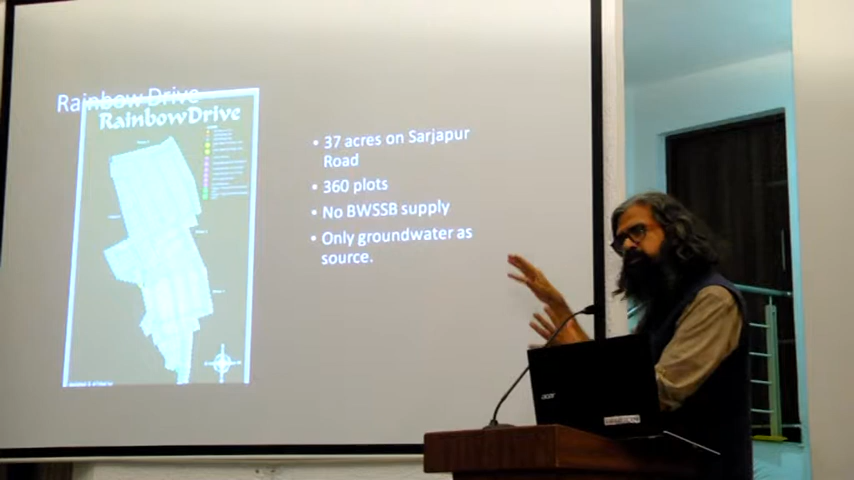 Rainbow Drive
RainbowDrive
• 37 acres on Sarjapur
Road
• 360 plots
• No BWSSB supply
• Only groundwater as
source.
acer